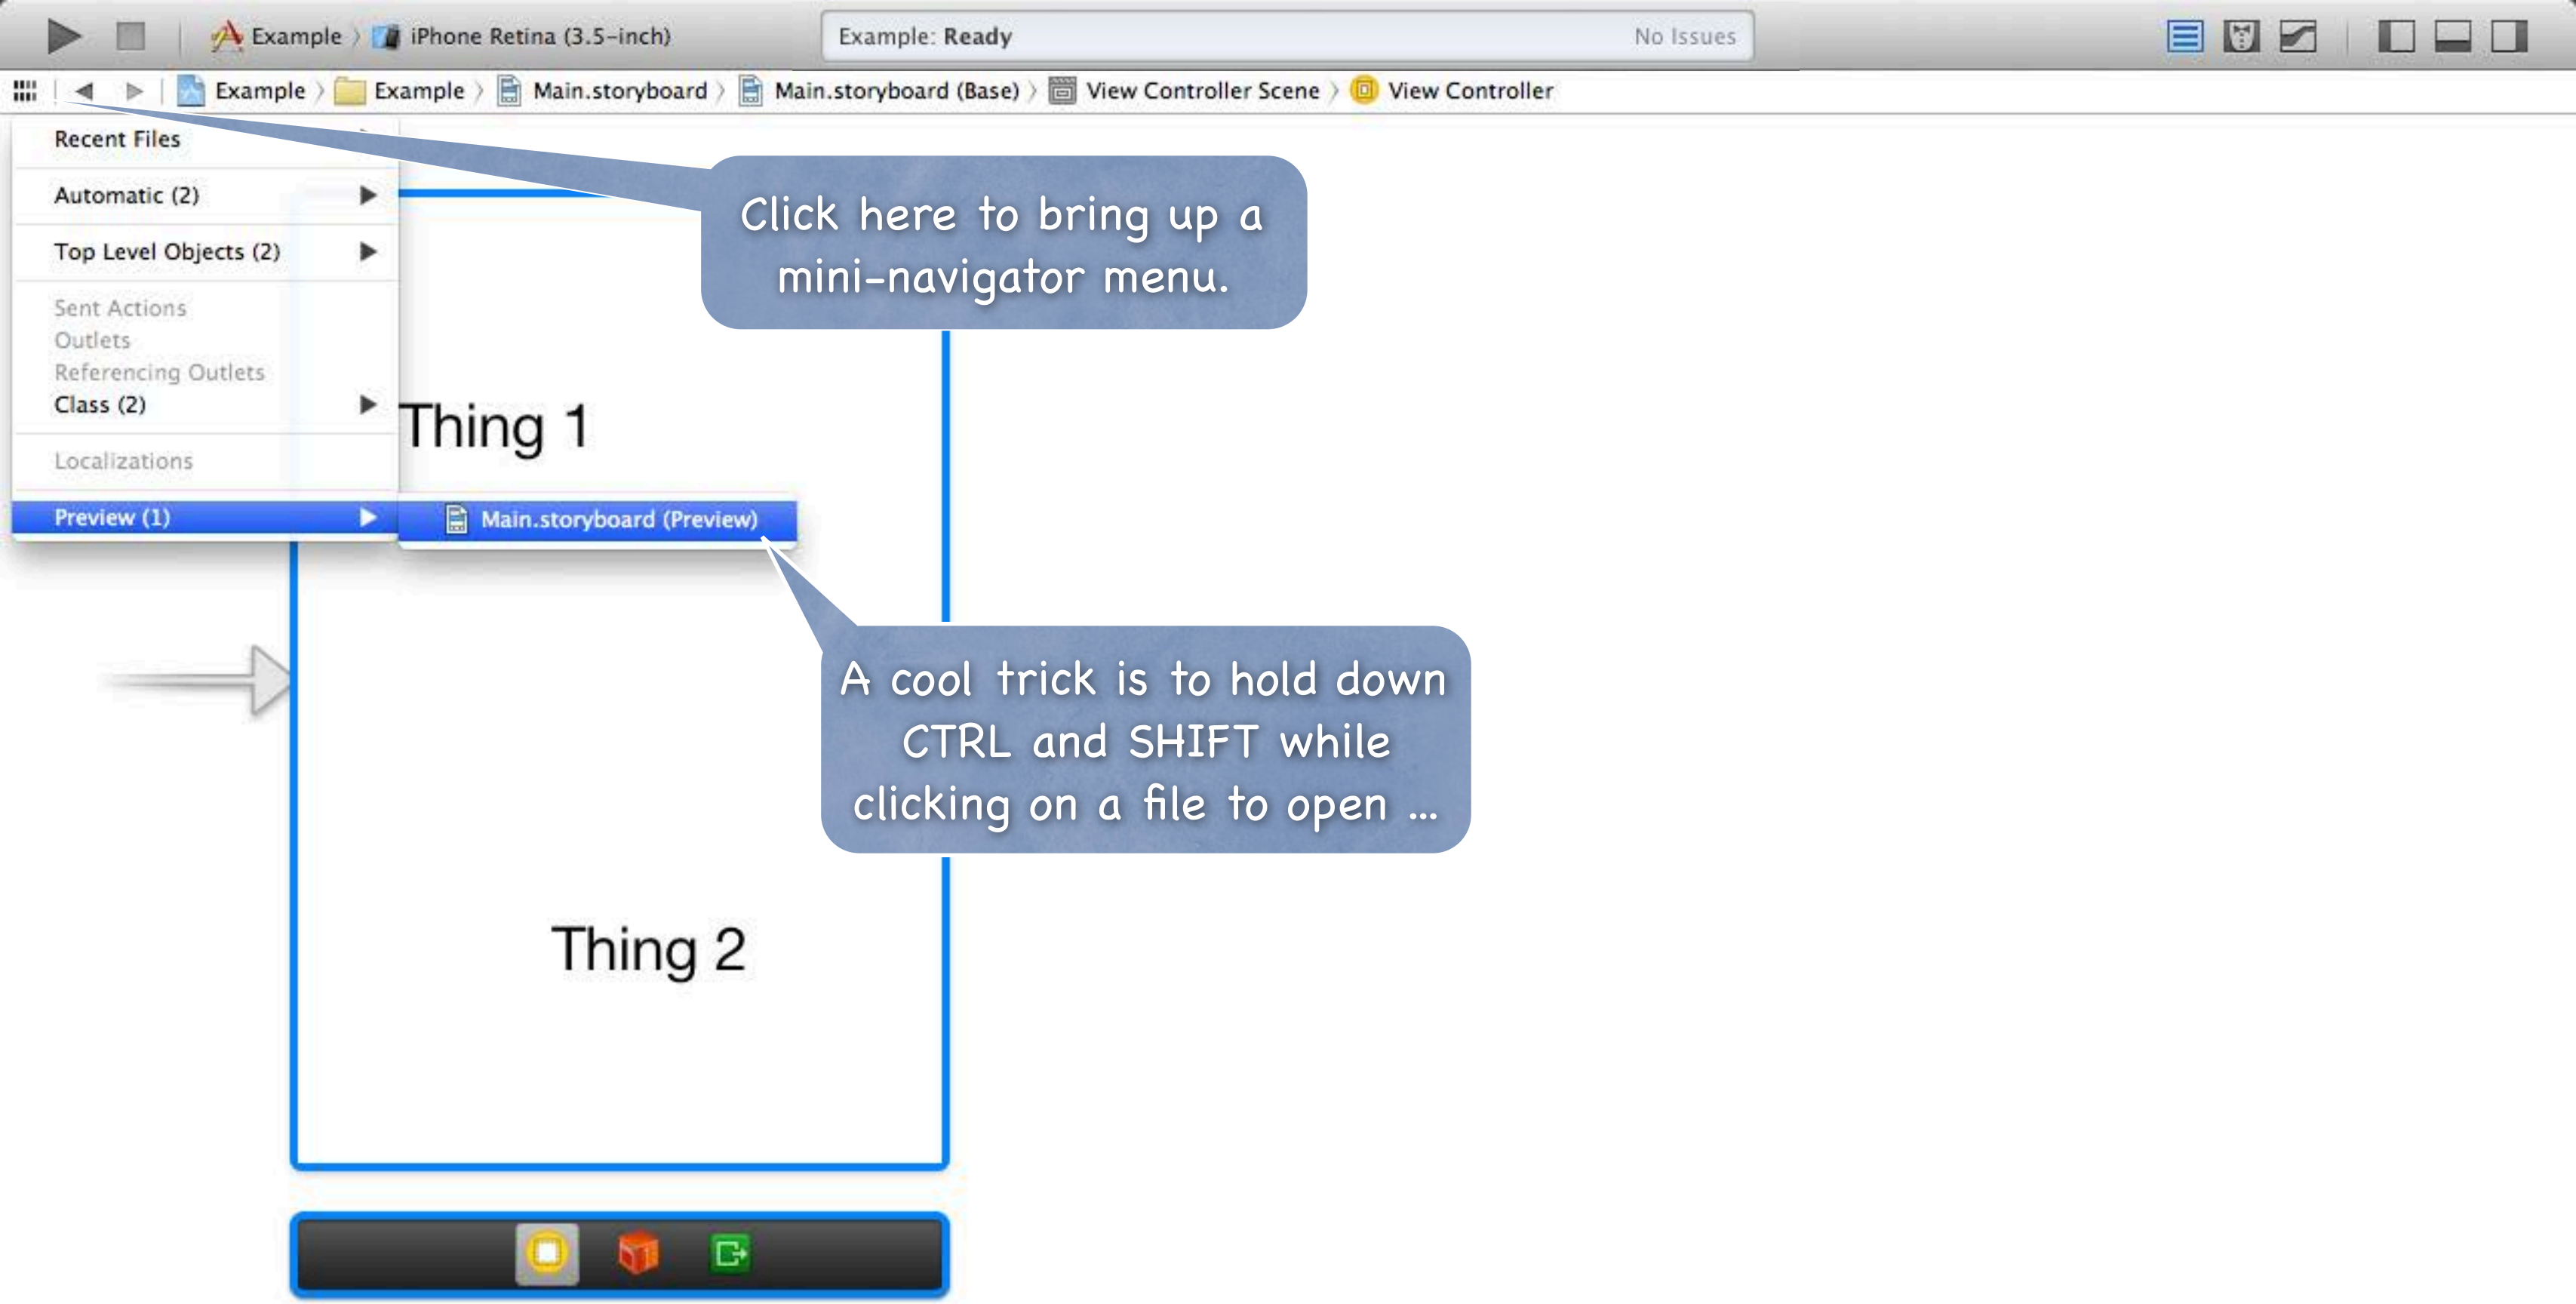 Example iPhone Retina (3.5-inch) Example: Ready No Issues
Example Example Main.storyboard Main.storyboard (Base) View Controller Scene View Controller
Recent Files
Automatic (2)
Top Level Objects (2)
Sent Actions
Outlets
Referencing Outlets
Class (2)
Localizations
Preview (1)
Main.storyboard (Preview)
Click here to bring up a
mini-navigator menu.
Thing 1
A cool trick is to hold down
CTRL and SHIFT while
clicking on a file to open ...
Thing 2